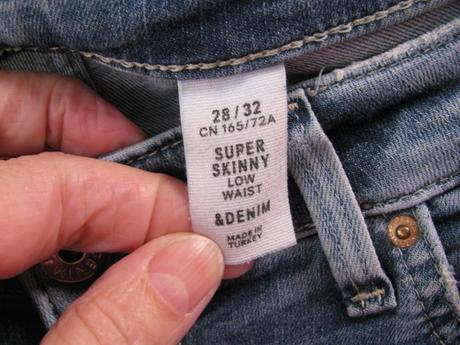 28 / 32
CN 165/72A
SUPER
SKINNY
LOW
WAIST
&DENIM
MADE IN
TURKEY